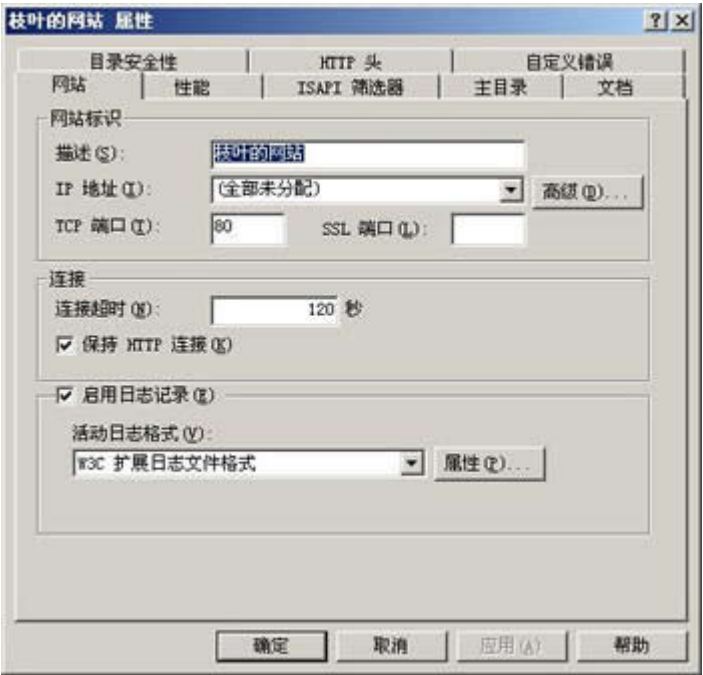 枝叶的网站 属性
目录安全性 HTTP 头 自定义错误
网站 性能 ISAPI 筛选器 主目录 文档
网站标识
描述(S): 枝叶的网站
IP 地址(I): (全部未分配) 高级(D)...
TCP 端口(T): 80 SSL 端口(L):
连接
连接超时(N): 120 秒
保持 HTTP 连接(K)
启用日志记录(E)
活动日志格式(V):
W3C 扩展日志文件格式 属性(P)...
确定 取消 应用(A) 帮助